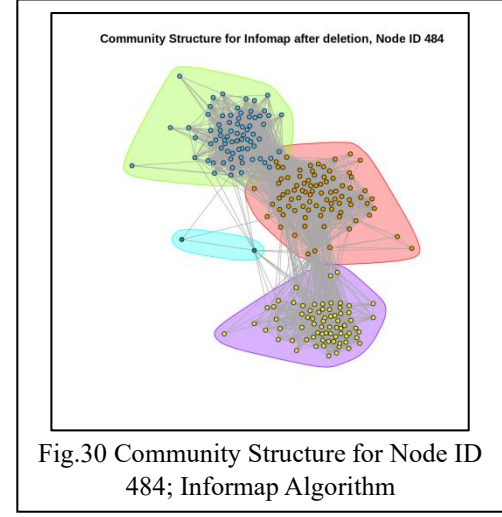 Community Structure for Infomap after deletion, Node ID 484
Fig.30 Community Structure for Node ID
484; Informap Algorithm